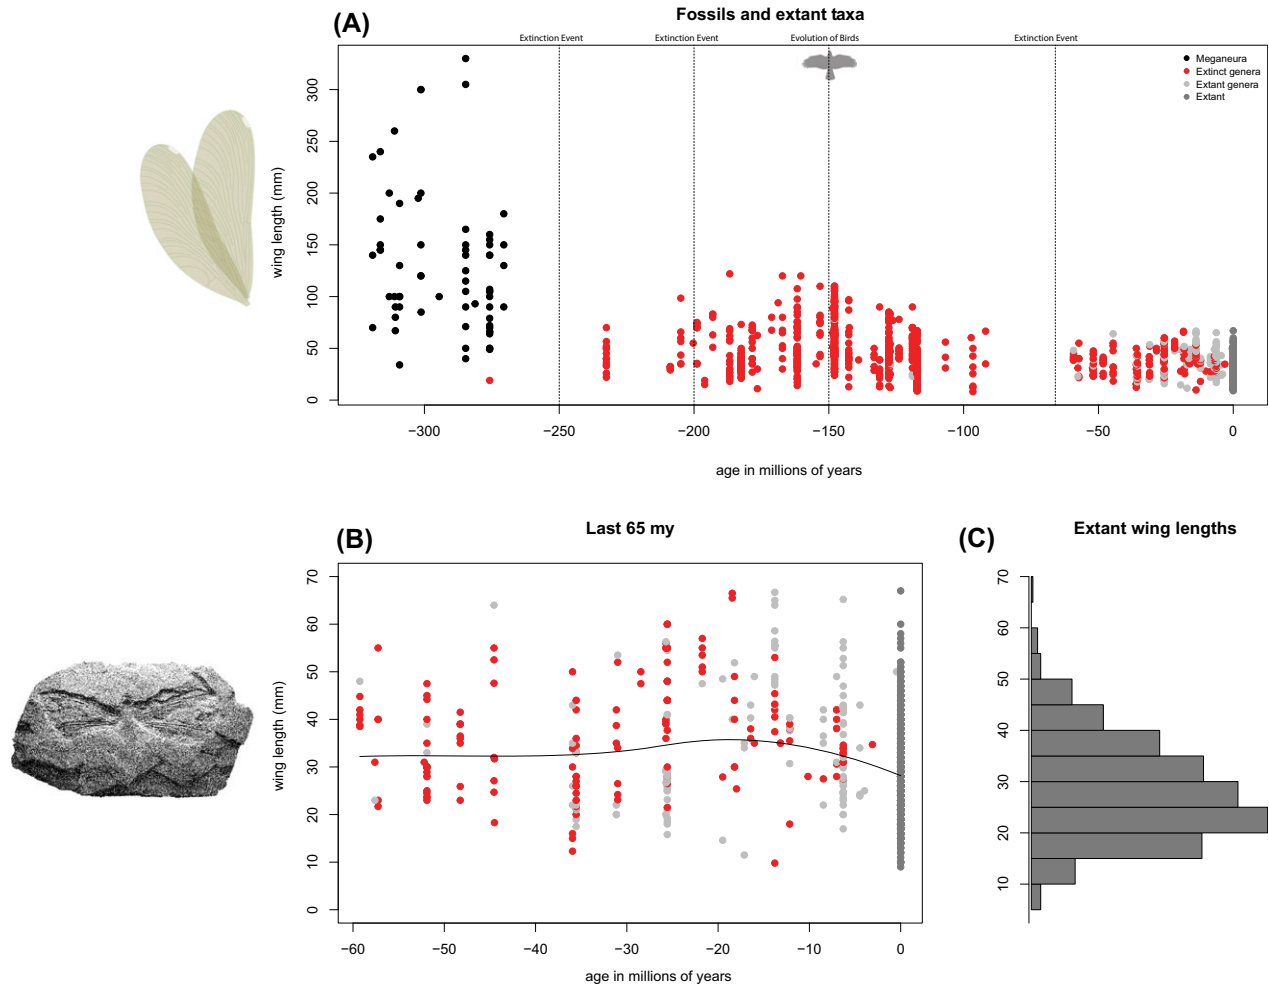 (A)
Fossils and extant taxa
Extinction Event
Extinction Event
Evolution of Birds
Extinction Event
Meganeura
Extinct genera
Extant genera
Extant
300
250
200
150
100
50
0
wing length (mm)
−300
−250
−200
−150
−100
−50
0
age in millions of years
(B)
Last 65 my
70
60
50
40
30
20
10
0
wing length (mm)
−60
−50
−40
−30
−20
−10
0
age in millions of years
(C)
Extant wing lengths
70
60
50
40
30
20
10